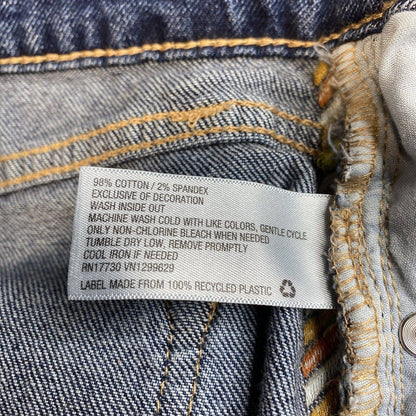 98% COTTON / 2% SPANDEX
EXCLUSIVE OF DECORATION
WASH INSIDE OUT
MACHINE WASH COLD WITH LIKE COLORS, GENTLE CYCLE
ONLY NON-CHLORINE BLEACH WHEN NEEDED
TUMBLE DRY LOW, REMOVE PROMPTLY
COOL IRON IF NEEDED
RN17730 VN1299629
LABEL MADE FROM 100% RECYCLED PLASTIC